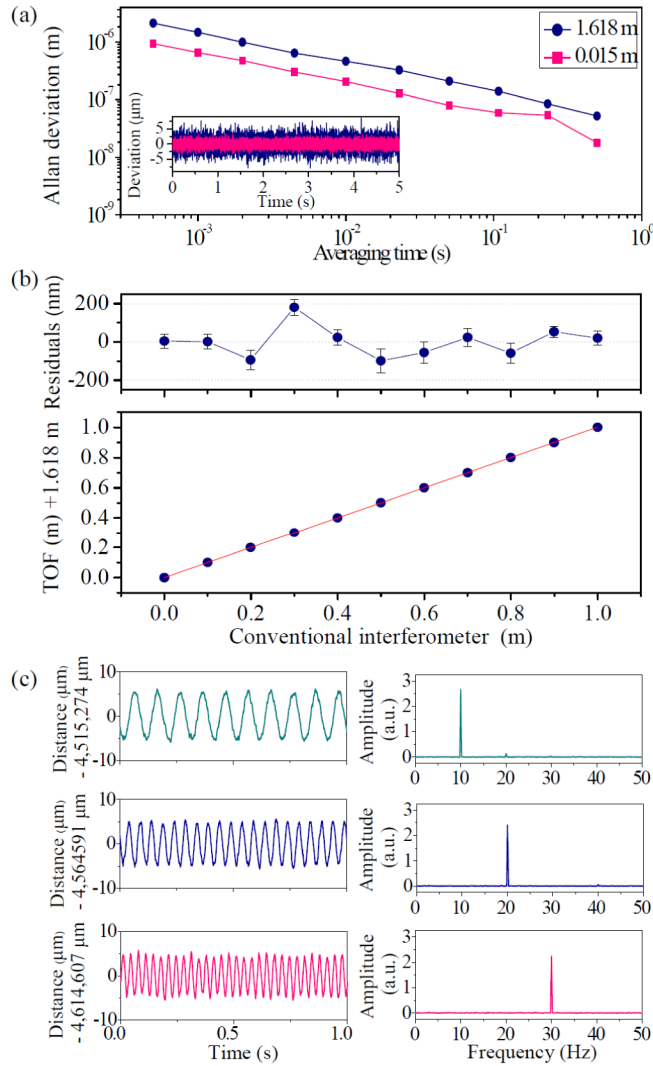 (a)
Allan deviation (m)
10-6
10-7
10-8
10-9
1.618 m
0.015 m
Deviation (μm)
5
0
-5
0 1 2 3 4 5
Time (s)
10-3 10-2 10-1 100
Averaging time (s)
(b)
Residuals (nm)
200
0
-200
TOF (m) +1.618 m
1.0
0.8
0.6
0.4
0.2
0.0
0.0 0.2 0.4 0.6 0.8 1.0
Conventional interferometer (m)
(c)
Distance (μm)
- 4,515,274 μm
10
0
-10
Amplitude
(a.u.)
3
2
1
0
0 10 20 30 40 50
Distance (μm)
- 4,564591 μm
10
0
-10
Amplitude
(a.u.)
3
2
1
0
0 10 20 30 40 50
Distance (μm)
- 4,614,607 μm
10
0
-10
0.0 0.5 1.0
Time (s)
Amplitude
(a.u.)
3
2
1
0
0 10 20 30 40 50
Frequency (Hz)